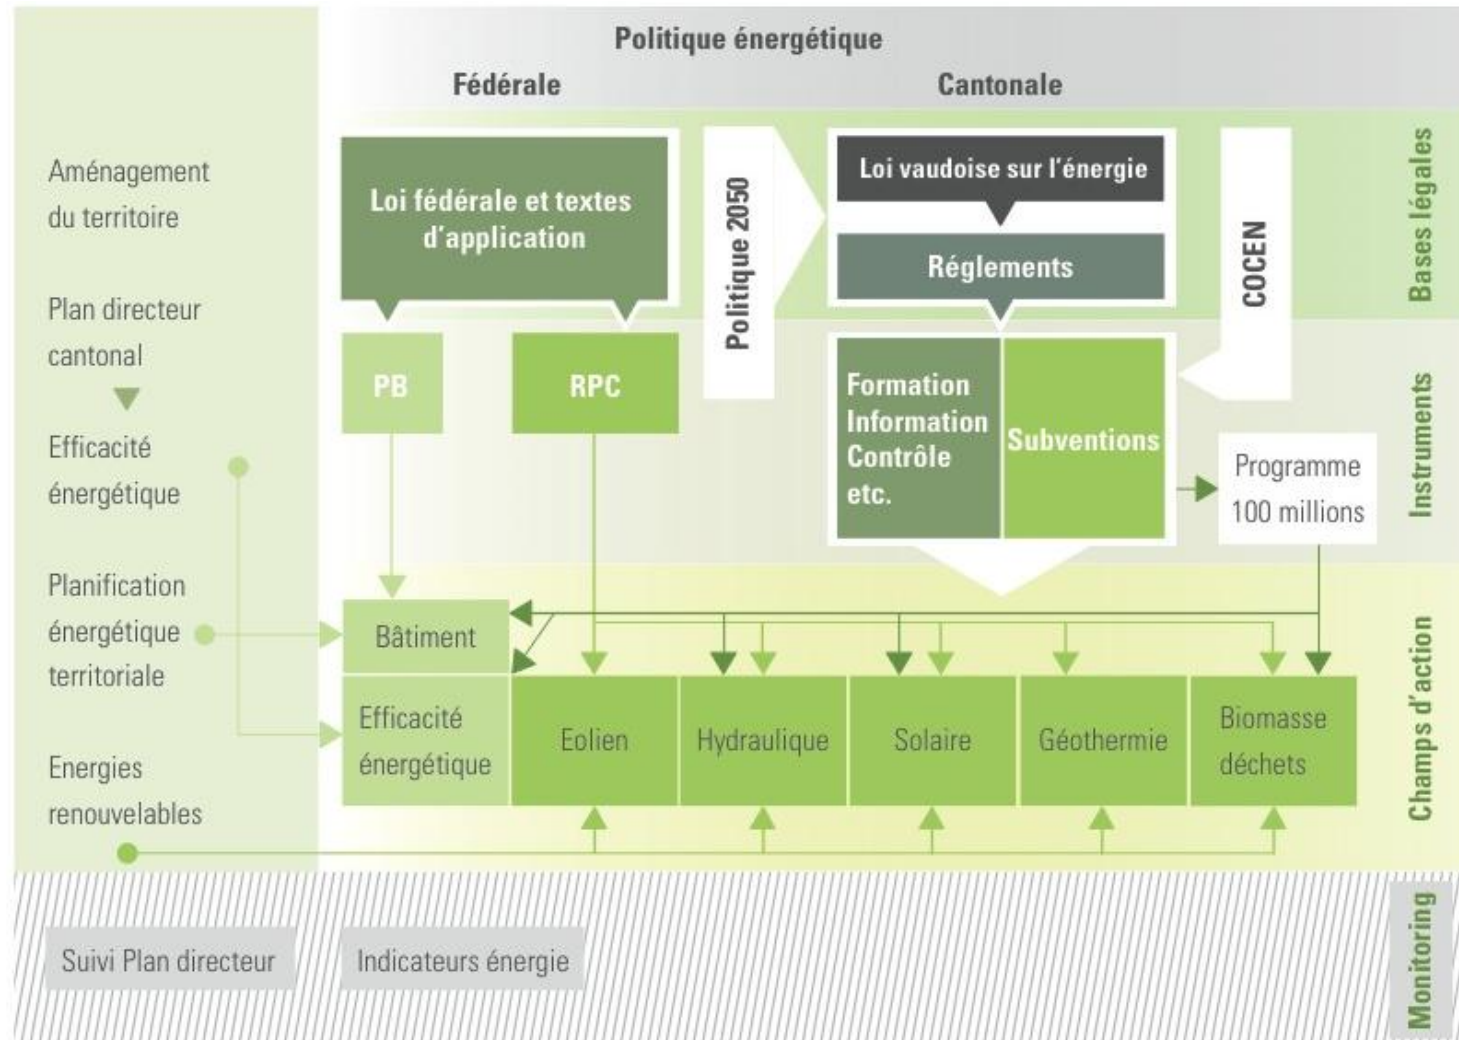 Politique énergétique
Fédérale
Cantonale
Aménagement
du territoire
Plan directeur
cantonal
Efficacité
énergétique
Planification
énergétique
territoriale
Energies
renouvelables
Loi fédérale et textes
d'application
PB
RPC
Politique 2050
Loi vaudoise sur l'énergie
Réglements
COCEN
Formation
Information
Contrôle
etc.
Subventions
Programme
100 millions
Bâtiment
Efficacité
énergétique
Eolien
Hydraulique
Solaire
Géothermie
Biomasse
déchets
Bases légales
Instruments
Champs d'action
Monitoring
Suivi Plan directeur
Indicateurs énergie